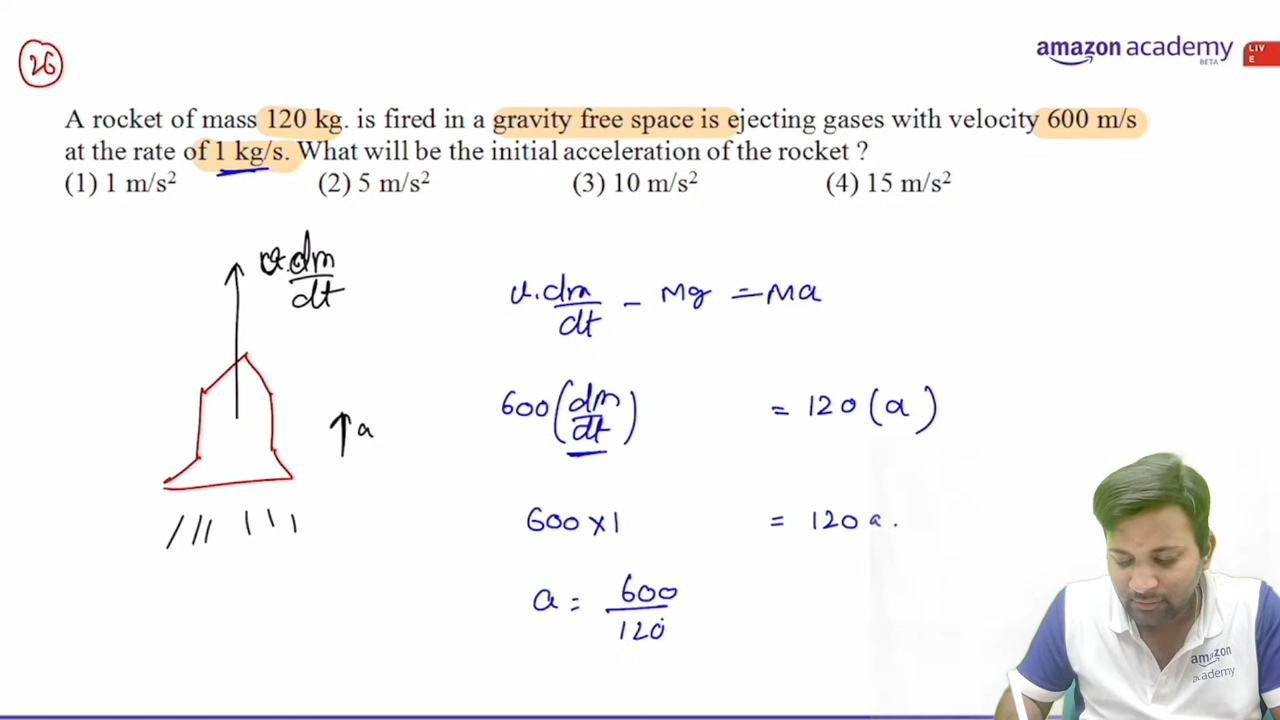 26
amazon academy
BETA
LIV
E
A rocket of mass 120 kg. is fired in a gravity free space is ejecting gases with velocity 600 m/s
at the rate of 1 kg/s. What will be the initial acceleration of the rocket ?
(1) 1 m/s² (2) 5 m/s² (3) 10 m/s² (4) 15 m/s²
v.dm/dt
v.dm/dt - Mg = Ma
600(dm/dt) = 120(a)
↑a
600×1 = 120a.
a = 600/120
amazon
academy